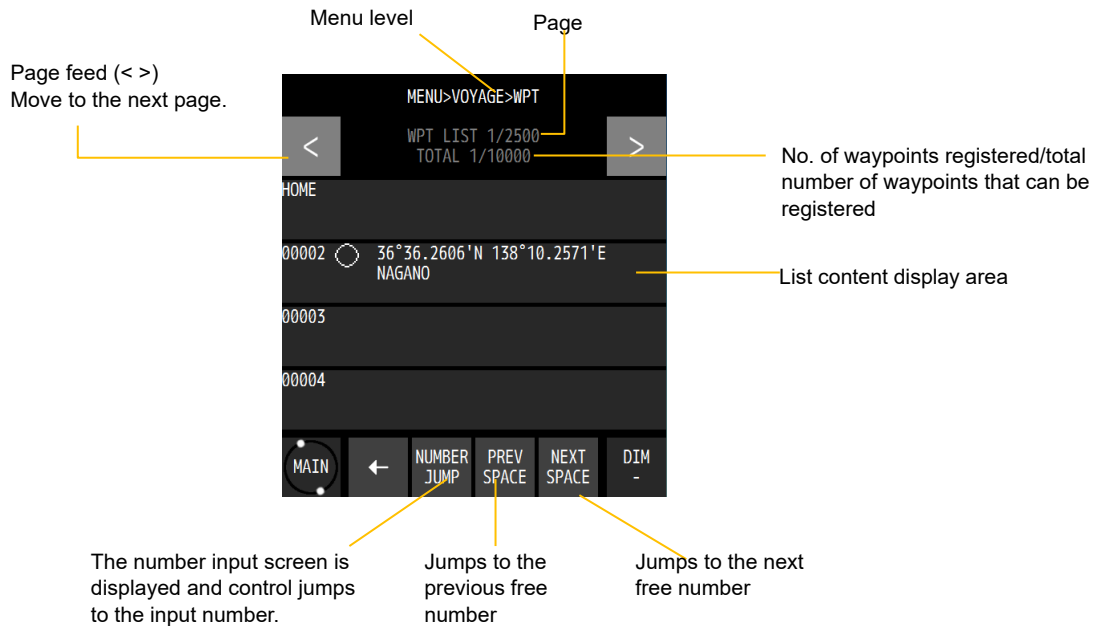 Menu level
Page
Page feed (< >)
Move to the next page.
MENU>VOYAGE>WPT
<
WPT LIST 1/2500
TOTAL 1/10000
>
No. of waypoints registered/total
number of waypoints that can be
registered
HOME
00002 36°36.2606'N 138°10.2571'E
NAGANO
List content display area
00003
00004
MAIN
←
NUMBER
JUMP
PREV
SPACE
NEXT
SPACE
DIM
-
The number input screen is
displayed and control jumps
to the input number.
Jumps to the
previous free
number
Jumps to the next
free number